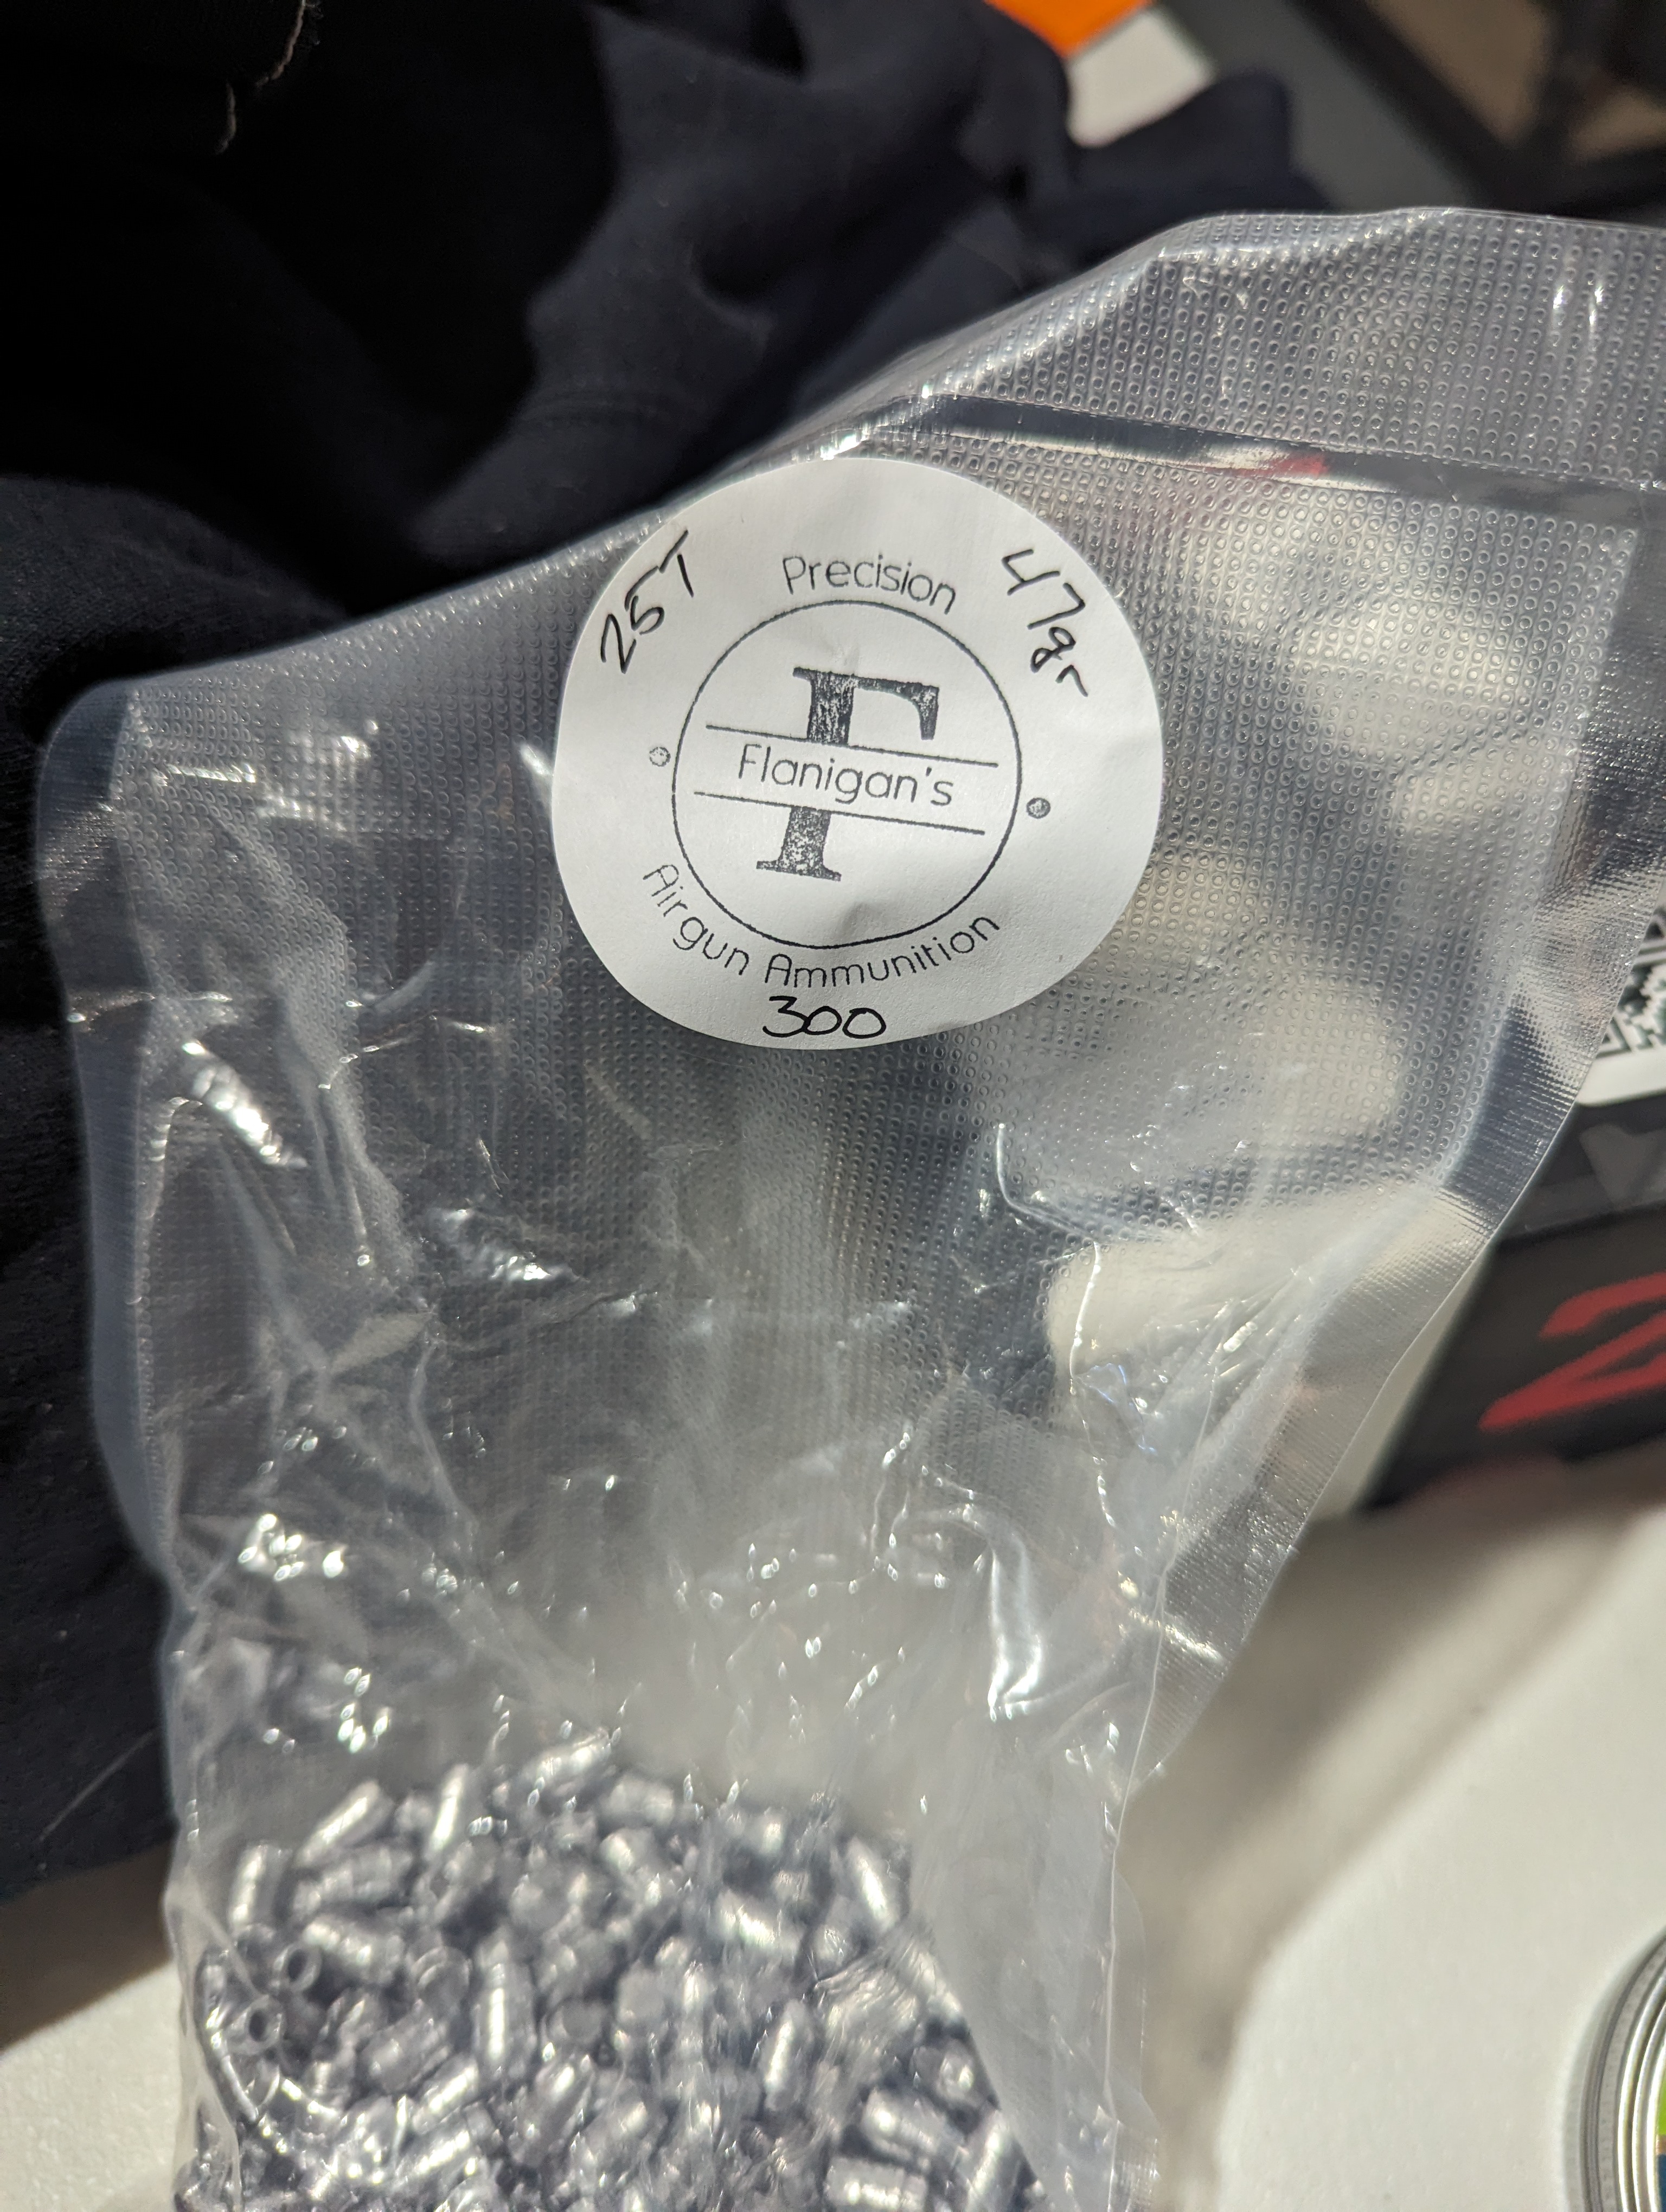 25T
Precision
47gr
Flanigan's
Airgun Ammunition
300